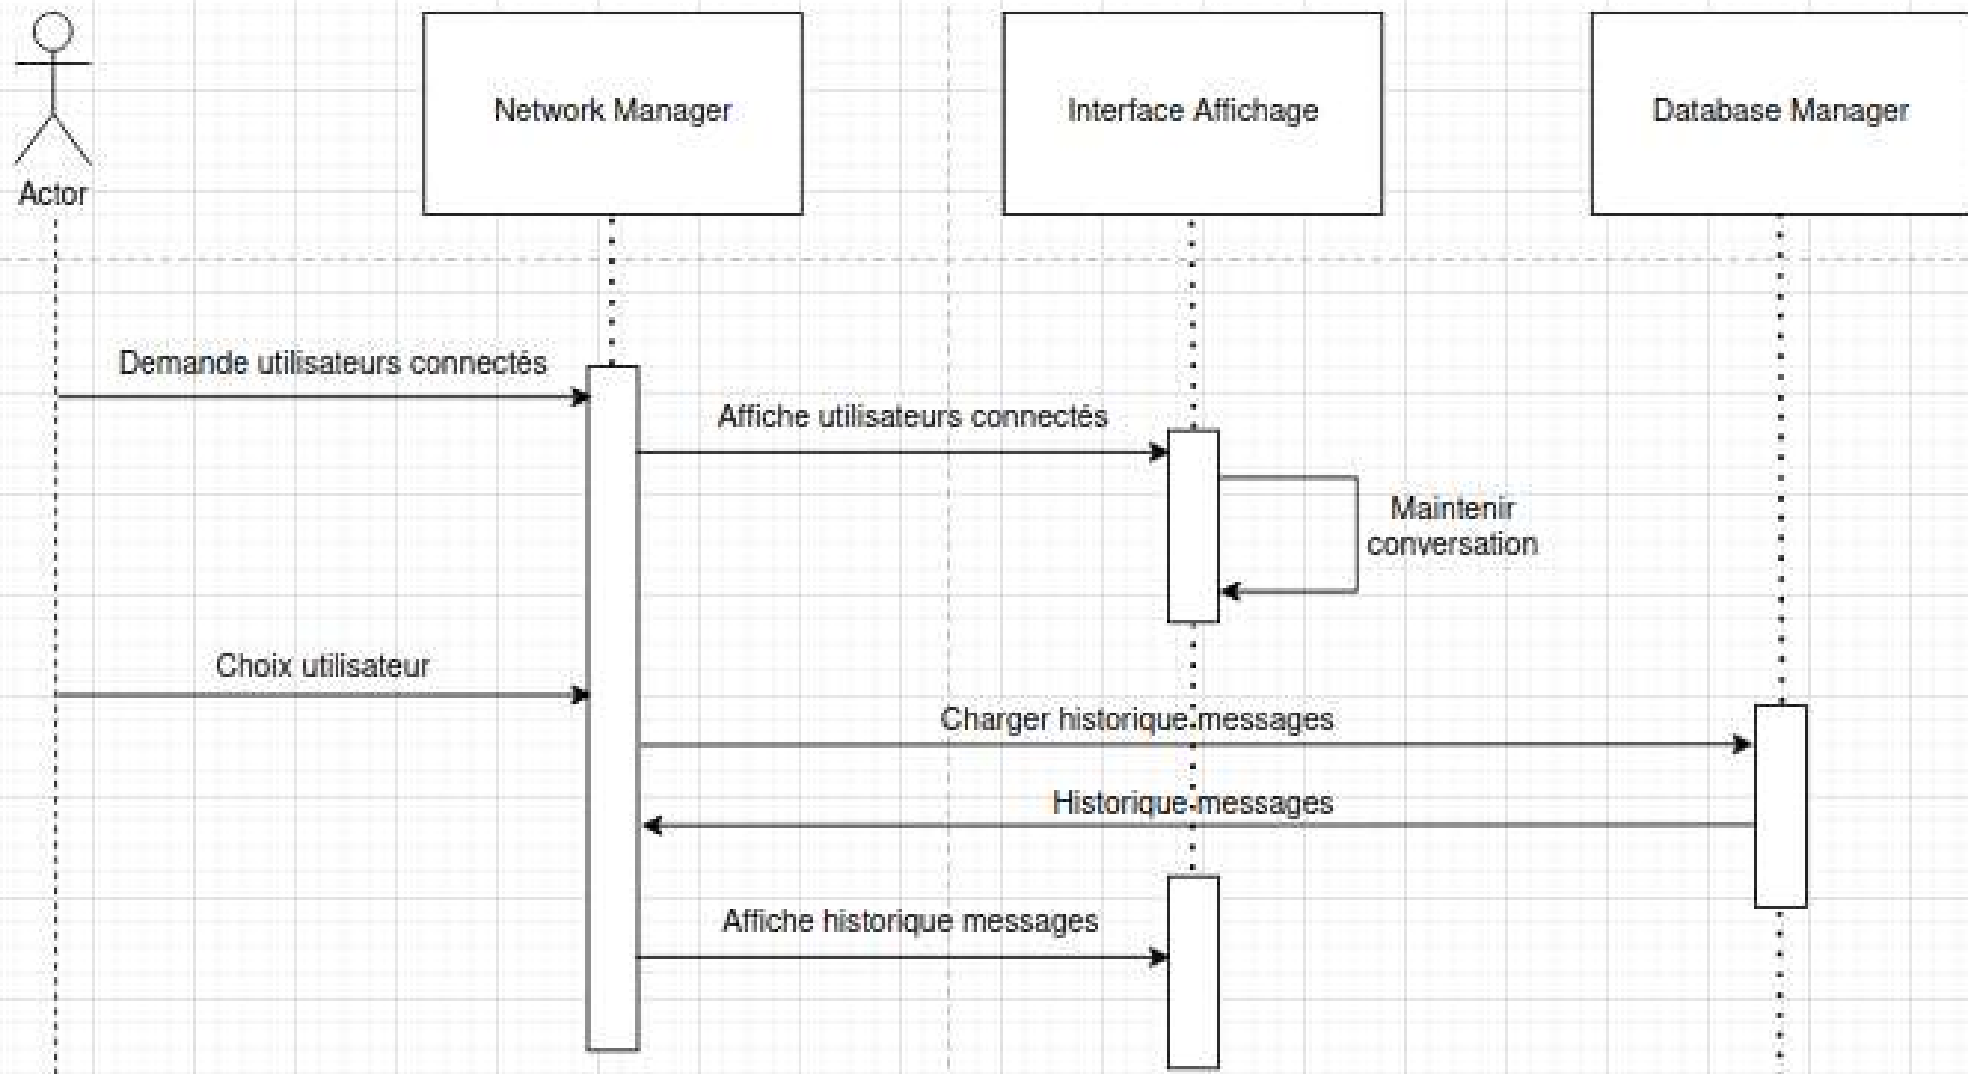 Network Manager
Interface Affichage
Database Manager
Actor
Demande utilisateurs connectés
Affiche utilisateurs connectés
Maintenir
conversation
Choix utilisateur
Charger historique messages
Historique messages
Affiche historique messages